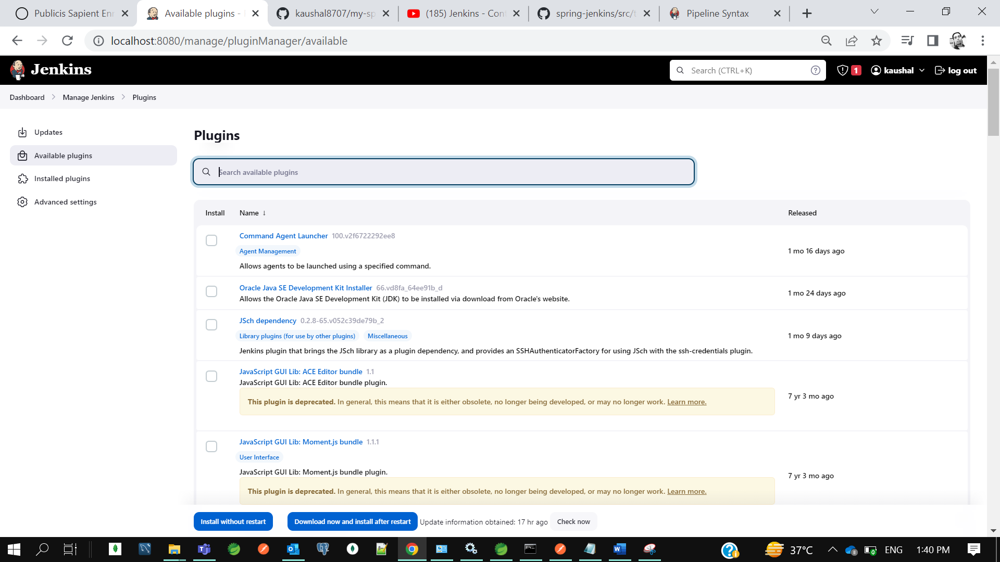 Publicis Sapient En
Available plugins -
kaushal8707/my-sp
(185) Jenkins - Con
spring-jenkins/src/t
Pipeline Syntax
localhost:8080/manage/pluginManager/available
Jenkins
Search (CTRL+K)
1
kaushal
log out
Dashboard
Manage Jenkins
Plugins
Updates
Available plugins
Installed plugins
Advanced settings
Plugins
Search available plugins
Install Name ↓ Released
Command Agent Launcher 100.v2f6722292ee8
Agent Management
Allows agents to be launched using a specified command.
1 mo 16 days ago
Oracle Java SE Development Kit Installer 66.vd8fa_64ee91b_d
Allows the Oracle Java SE Development Kit (JDK) to be installed via download from Oracle's website.
1 mo 24 days ago
JSch dependency 0.2.8-65.v052c39de79b_2
Library plugins (for use by other plugins) Miscellaneous
Jenkins plugin that brings the JSch library as a plugin dependency, and provides an SSHAuthenticatorFactory for using JSch with the ssh-credentials plugin.
1 mo 9 days ago
JavaScript GUI Lib: ACE Editor bundle 1.1
JavaScript GUI Lib: ACE Editor bundle plugin.
This plugin is deprecated. In general, this means that it is either obsolete, no longer being developed, or may no longer work. Learn more.
7 yr 3 mo ago
JavaScript GUI Lib: Moment.js bundle 1.1.1
User Interface
JavaScript GUI Lib: Moment.js bundle plugin.
This plugin is deprecated. In general, this means that it is either obsolete, no longer being developed, or may no longer work. Learn more.
7 yr 3 mo ago
Install without restart
Download now and install after restart
Update information obtained: 17 hr ago
Check now
37°C
ENG
1:40 PM